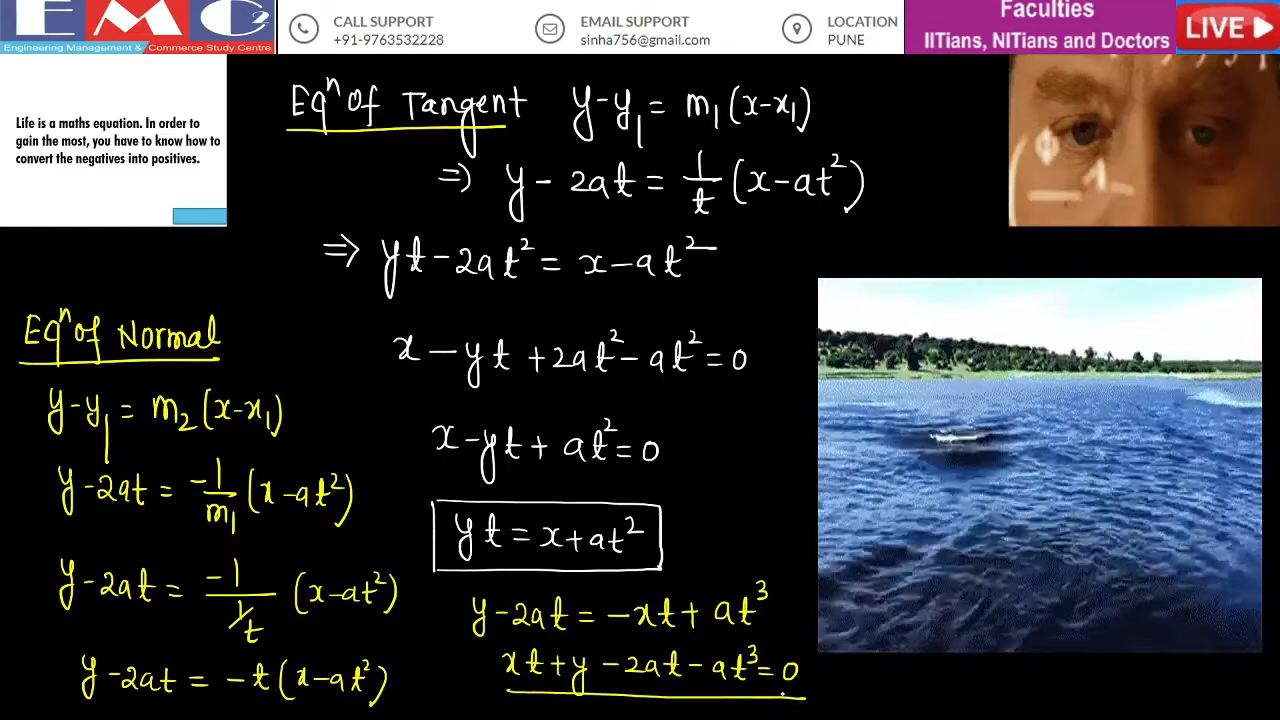 EMC
Engineering Management & Commerce Study Centre
CALL SUPPORT
+91-9763532228
EMAIL SUPPORT
sinha756@gmail.com
LOCATION
PUNE
Faculties
IITians, NITians and Doctors
LIVE
Life is a maths equation. In order to
gain the most, you have to know how to
convert the negatives into positives.
Eqⁿ Of Tangent y-y₁ = m₁(x-x₁)
⇒ y - 2at = 1/t (x-at²)
⇒ yt - 2at² = x - at²
x - yt + 2at² - at² = 0
x - yt + at² = 0
yt = x + at²
Eqⁿ of Normal
y-y₁ = m₂(x-x₁)
y-2at = -1/m₁ (x-at²)
y-2at = -1/(1/t) (x-at²)
y-2at = -t(x-at²)
y-2at = -xt + at³
xt + y - 2at - at³ = 0